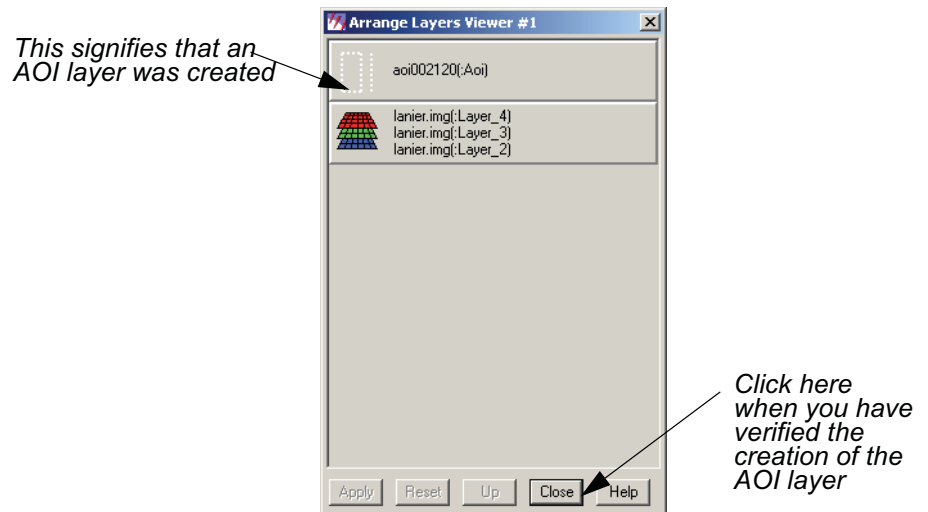 Arrange Layers Viewer #1
This signifies that an
AOI layer was created
aoi002120(:Aoi)
lanier.img(:Layer_4)
lanier.img(:Layer_3)
lanier.img(:Layer_2)
Click here
when you have
verified the
creation of the
AOI layer
Apply Reset Up Close Help